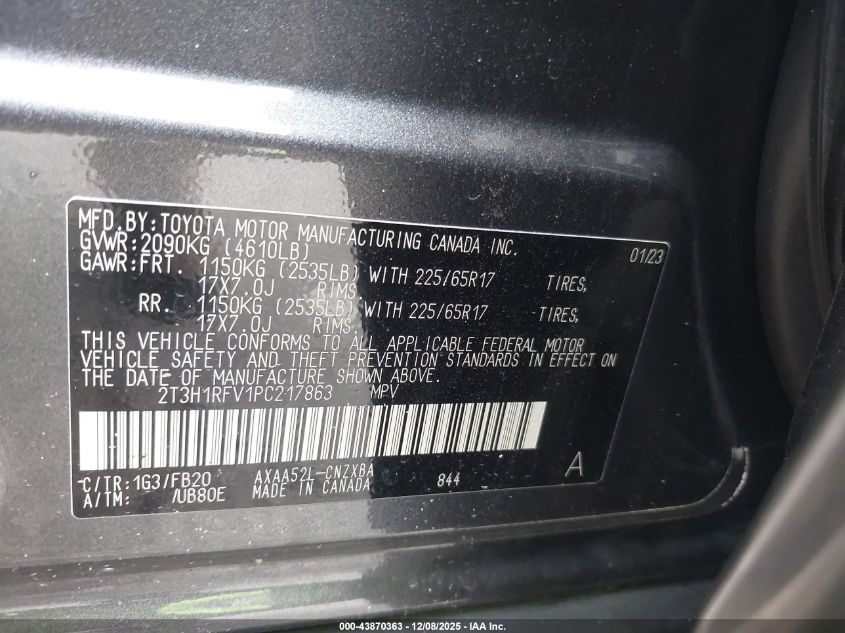 MFD. BY: TOYOTA MOTOR MANUFACTURING CANADA INC.
GVWR: 2090KG (4610LB) 01/23
GAWR: FRT. 1150KG (2535LB) WITH 225/65R17 TIRES,
17X7.0J RIMS
RR. 1150KG (2535LB) WITH 225/65R17 TIRES,
17X7.0J RIMS
THIS VEHICLE CONFORMS TO ALL APPLICABLE FEDERAL MOTOR
VEHICLE SAFETY AND THEFT PREVENTION STANDARDS IN EFFECT ON
THE DATE OF MANUFACTURE SHOWN ABOVE.
2T3H1RFV1PC217863 MPV
C/TR: 1G3/FB20 AXAA52L-CNZXBA A
A/TM: /UB80E MADE IN CANADA 844
000-43870363 - 12/08/2025 - IAA Inc.